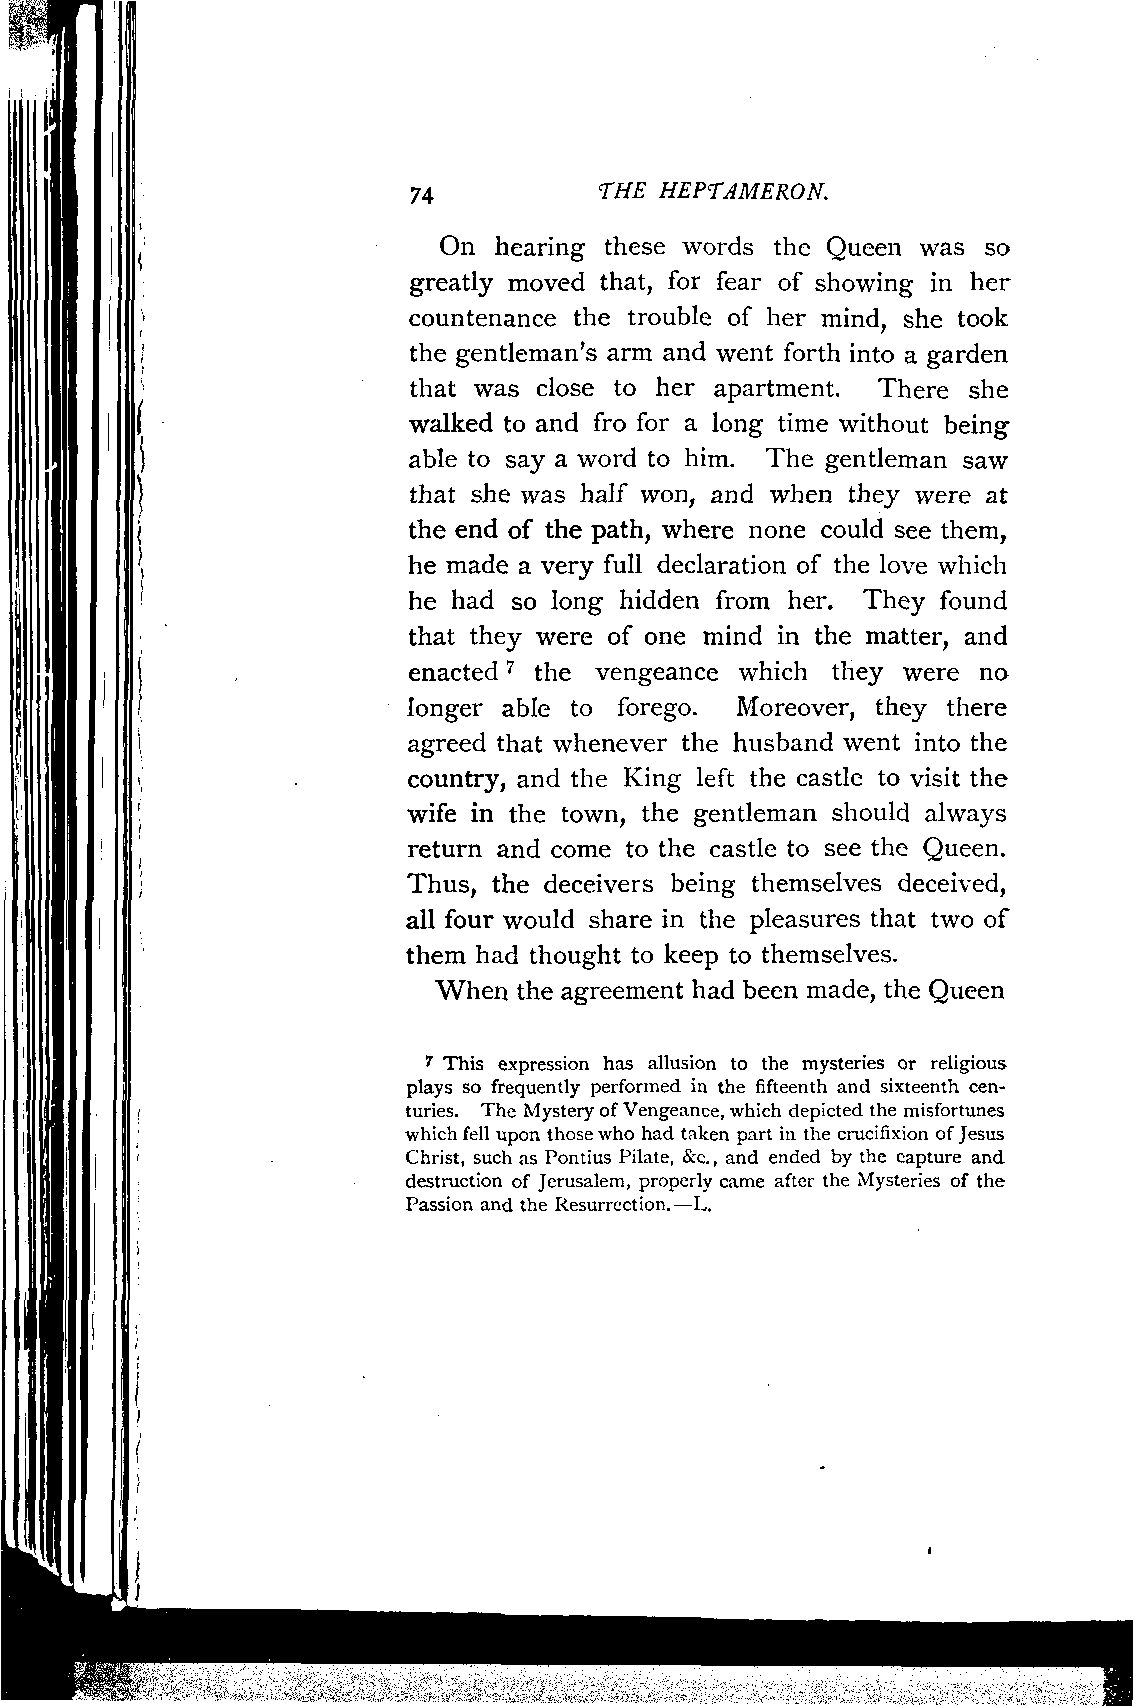 74 THE HEPTAMERON.
On hearing these words the Queen was so
greatly moved that, for fear of showing in her
countenance the trouble of her mind, she took
the gentleman's arm and went forth into a garden
that was close to her apartment. There she
walked to and fro for a long time without being
able to say a word to him. The gentleman saw
that she was half won, and when they were at
the end of the path, where none could see them,
he made a very full declaration of the love which
he had so long hidden from her. They found
that they were of one mind in the matter, and
enacted 7 the vengeance which they were no
longer able to forego. Moreover, they there
agreed that whenever the husband went into the
country, and the King left the castle to visit the
wife in the town, the gentleman should always
return and come to the castle to see the Queen.
Thus, the deceivers being themselves deceived,
all four would share in the pleasures that two of
them had thought to keep to themselves.
When the agreement had been made, the Queen
7 This expression has allusion to the mysteries or religious
plays so frequently performed in the fifteenth and sixteenth cen-
turies. The Mystery of Vengeance, which depicted the misfortunes
which fell upon those who had taken part in the crucifixion of Jesus
Christ, such as Pontius Pilate, &c., and ended by the capture and
destruction of Jerusalem, properly came after the Mysteries of the
Passion and the Resurrection.—L.